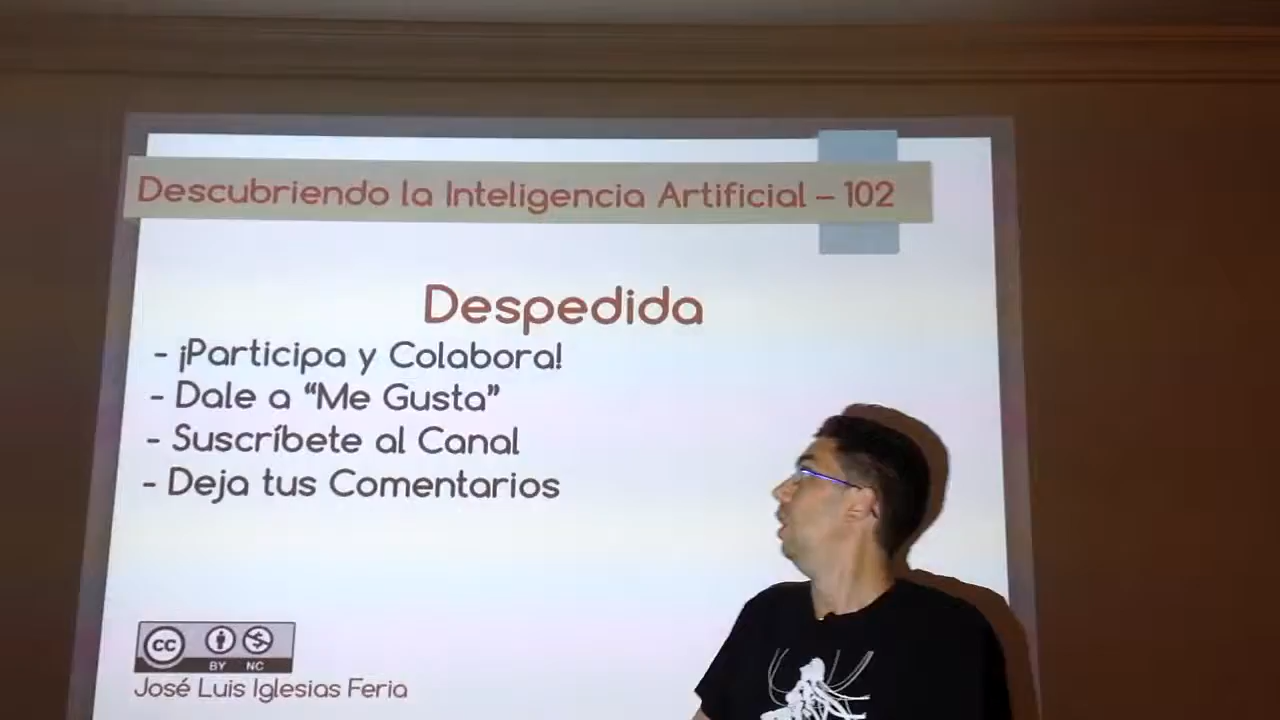 Descubriendo la Inteligencia Artificial – 102
Despedida
- ¡Participa y Colabora!
- Dale a “Me Gusta”
- Suscríbete al Canal
- Deja tus Comentarios
cc
BY NC
José Luis Iglesias Feria